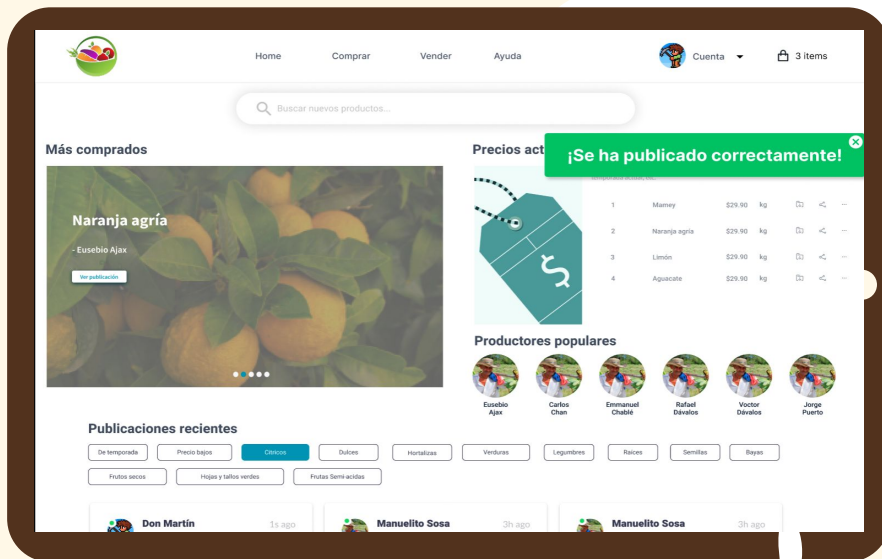 Home Comprar Vender Ayuda Cuenta 3 items
Buscar nuevos productos...
Más comprados
Naranja agría
- Eusebio Ajax
Ver publicación
Precios act
¡Se ha publicado correctamente!
1 Mamey $29.90 kg
2 Naranja agria $29.90 kg
3 Limón $29.90 kg
4 Aguacate $29.90 kg
Productores populares
Eusebio Ajax
Carlos Chan
Emmanuel Chablé
Rafael Dávalos
Voctor Dávalos
Jorge Puerto
Publicaciones recientes
De temporada Precio bajos Citricos Dulces Hortalizas Verduras Legumbres Raíces Semillas Bayas
Frutos secos Hojas y tallos verdes Frutas Semi-acidas
Don Martín 1s ago
Manuelito Sosa 3h ago
Manuelito Sosa 3h ago